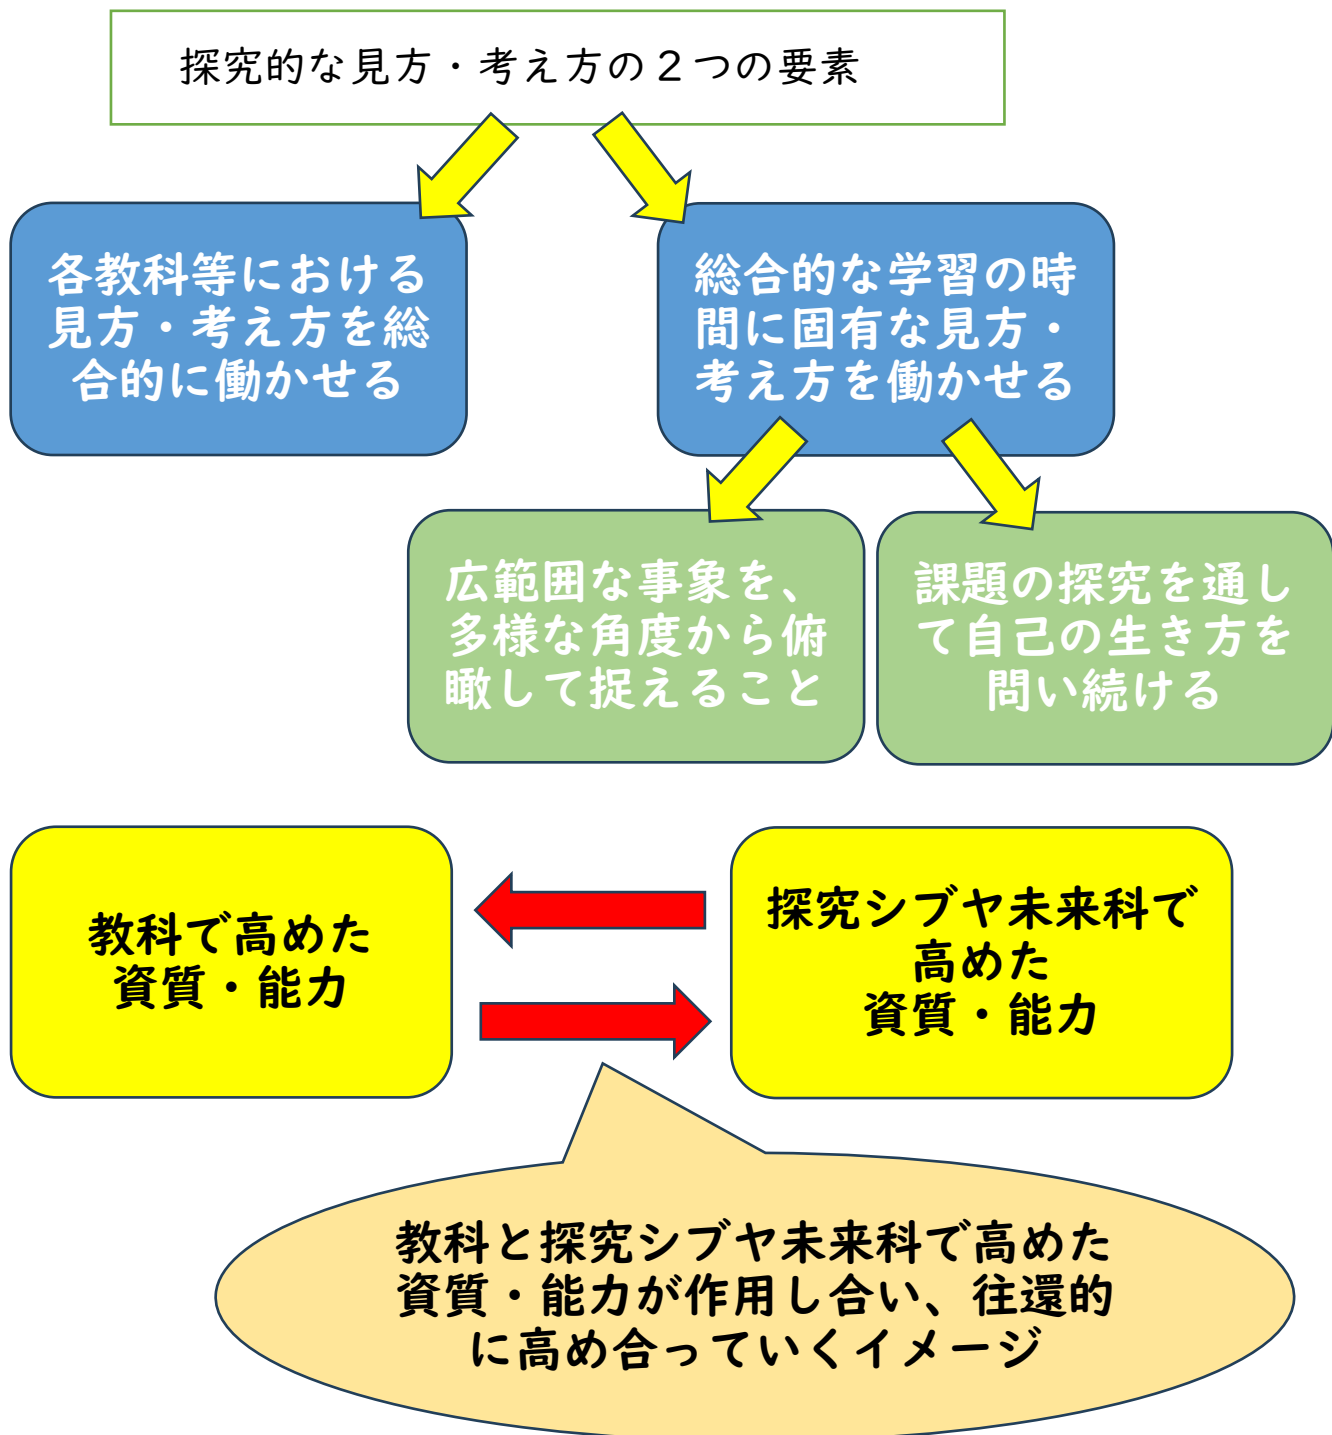 探究的な見方・考え方の２つの要素
各教科等における
見方・考え方を総
合的に働かせる
総合的な学習の時
間に固有な見方・
考え方を働かせる
広範囲な事象を、
多様な角度から俯
瞰して捉えること
課題の探究を通し
て自己の生き方を
問い続ける
教科で高めた
資質・能力
探究シブヤ未来科で
高めた
資質・能力
教科と探究シブヤ未来科で高めた
資質・能力が作用し合い、往還的
に高め合っていくイメージ